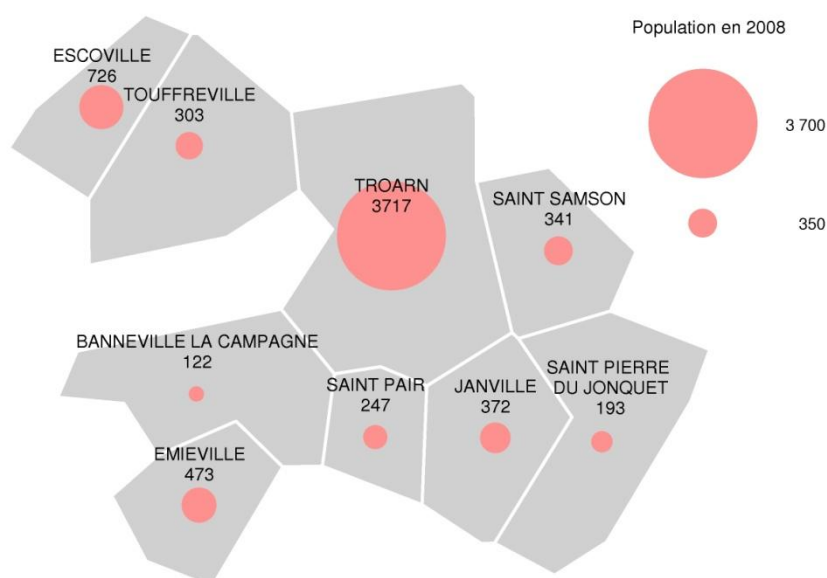 Population en 2008
3 700
350
ESCOVILLE
726
TOUFFREVILLE
303
TROARN
3717
SAINT SAMSON
341
BANNEVILLE LA CAMPAGNE
122
SAINT PAIR
247
JANVILLE
372
SAINT PIERRE
DU JONQUET
193
EMIEVILLE
473